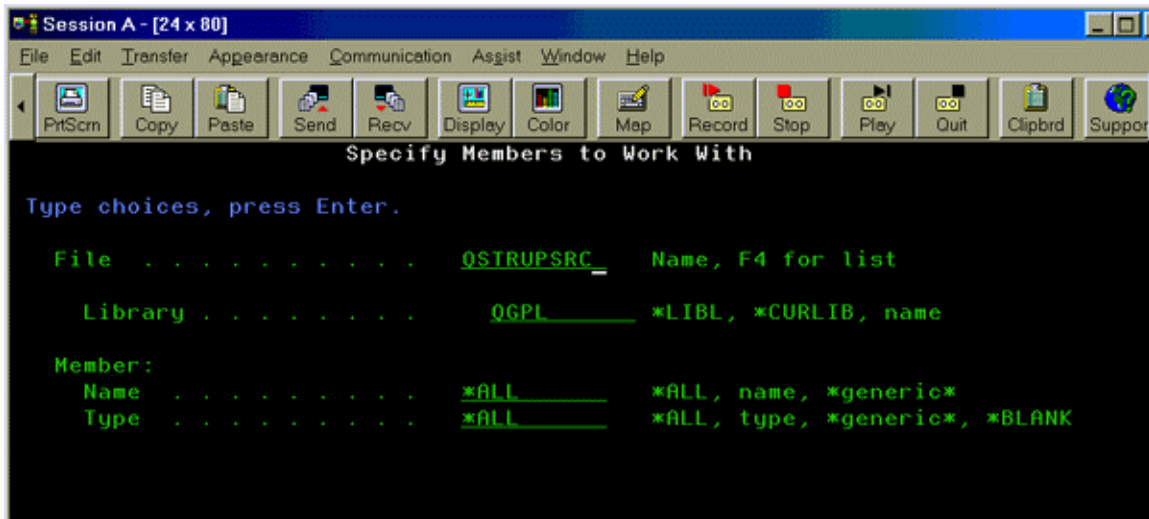 Session A - [24 x 80]
File Edit Transfer Appearance Communication Assist Window Help
PrtScrn Copy Paste Send Recv Display Color Map Record Stop Play Quit Clipbrd Suppor
Specify Members to Work With
Type choices, press Enter.
File . . . . . . . . . . QSTRUPSRC_ Name, F4 for list
Library . . . . . . . . QGPL *LIBL, *CURLIB, name
Member:
Name . . . . . . . . . *ALL *ALL, name, *generic*
Type . . . . . . . . . *ALL *ALL, type, *generic*, *BLANK